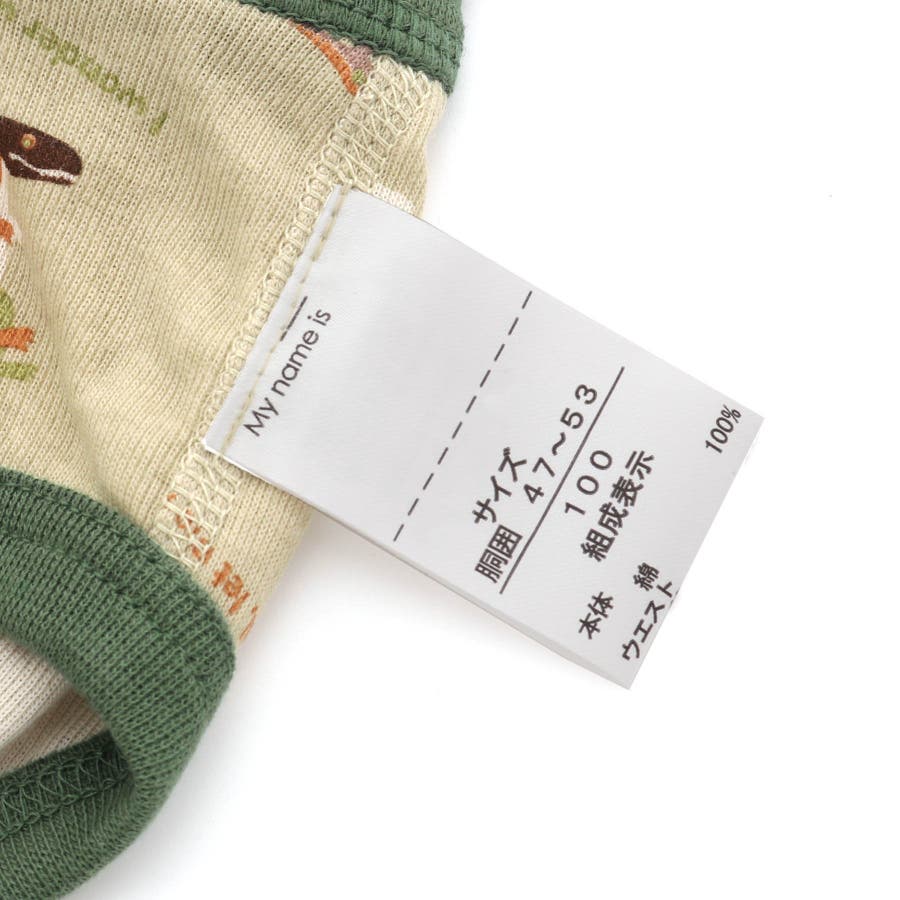 My name is
サイズ
胴囲 47～53
100
組成表示
本体 綿 100%
ウエスト